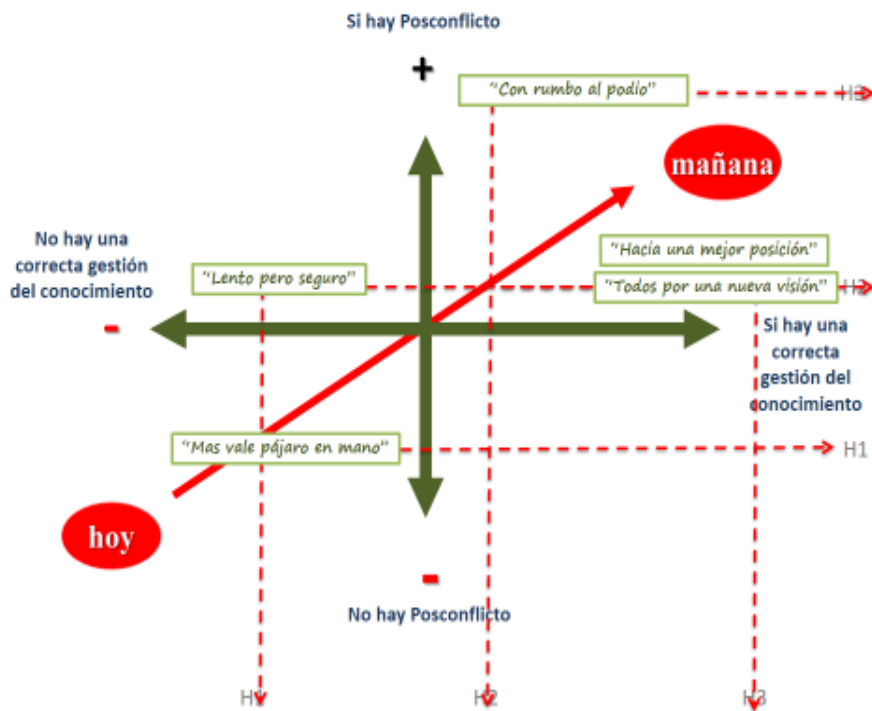 Si hay Posconflicto
+
"Con rumbo al podio"
H3
mañana
No hay una
correcta gestión
del conocimiento
-
"Hacia una mejor posición"
"Lento pero seguro"
"Todos por una nueva visión"
H2
Si hay una
correcta
gestión del
conocimiento
"Mas vale pájaro en mano"
H1
hoy
-
No hay Posconflicto
H1
H2
H3